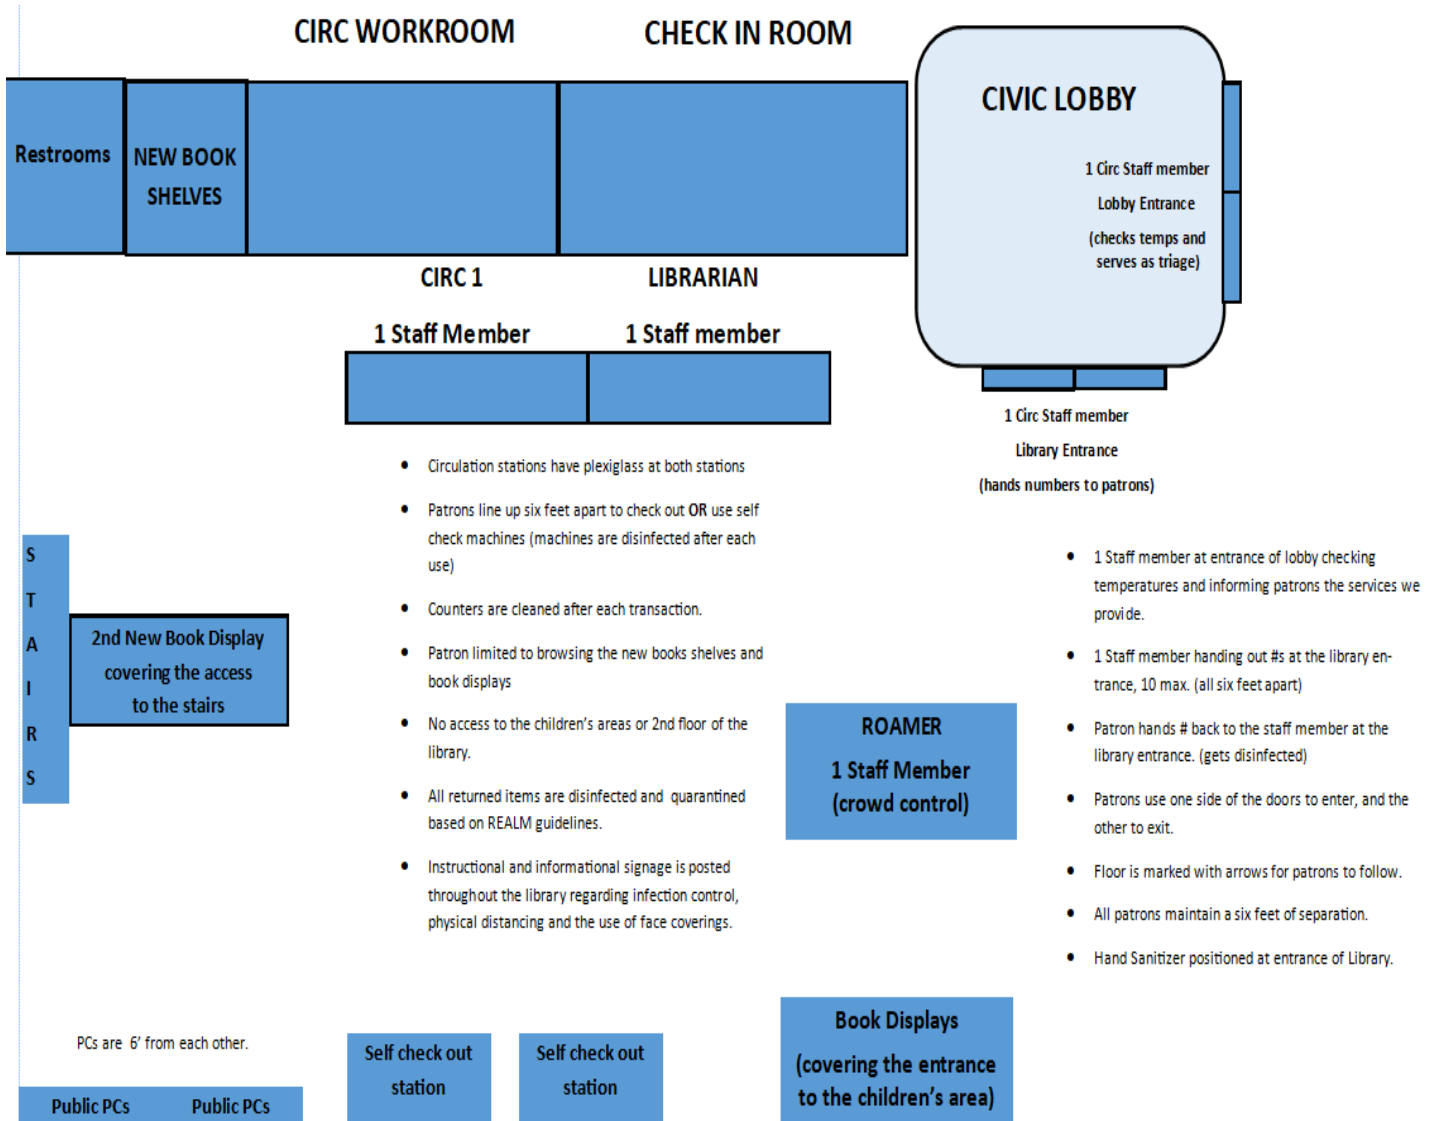 CIRC WORKROOM
CHECK IN ROOM
CIVIC LOBBY
Restrooms
NEW BOOK
SHELVES
1 Circ Staff member
Lobby Entrance
(checks temps and
serves as triage)
CIRC 1
1 Staff Member
LIBRARIAN
1 Staff member
1 Circ Staff member
Library Entrance
(hands numbers to patrons)
• Circulation stations have plexiglass at both stations
• Patrons line up six feet apart to check out OR use self
check machines (machines are disinfected after each
use)
• Counters are cleaned after each transaction.
• Patron limited to browsing the new books shelves and
book displays
• No access to the children's areas or 2nd floor of the
library.
• All returned items are disinfected and quarantined
based on REALM guidelines.
• Instructional and informational signage is posted
throughout the library regarding infection control,
physical distancing and the use of face coverings.
S
T
A
I
R
S
2nd New Book Display
covering the access
to the stairs
ROAMER
1 Staff Member
(crowd control)
• 1 Staff member at entrance of lobby checking
temperatures and informing patrons the services we
provide.
• 1 Staff member handing out #s at the library en-
trance, 10 max. (all six feet apart)
• Patron hands # back to the staff member at the
library entrance. (gets disinfected)
• Patrons use one side of the doors to enter, and the
other to exit.
• Floor is marked with arrows for patrons to follow.
• All patrons maintain a six feet of separation.
• Hand Sanitizer positioned at entrance of Library.
PCs are 6' from each other.
Public PCs
Public PCs
Self check out
station
Self check out
station
Book Displays
(covering the entrance
to the children's area)